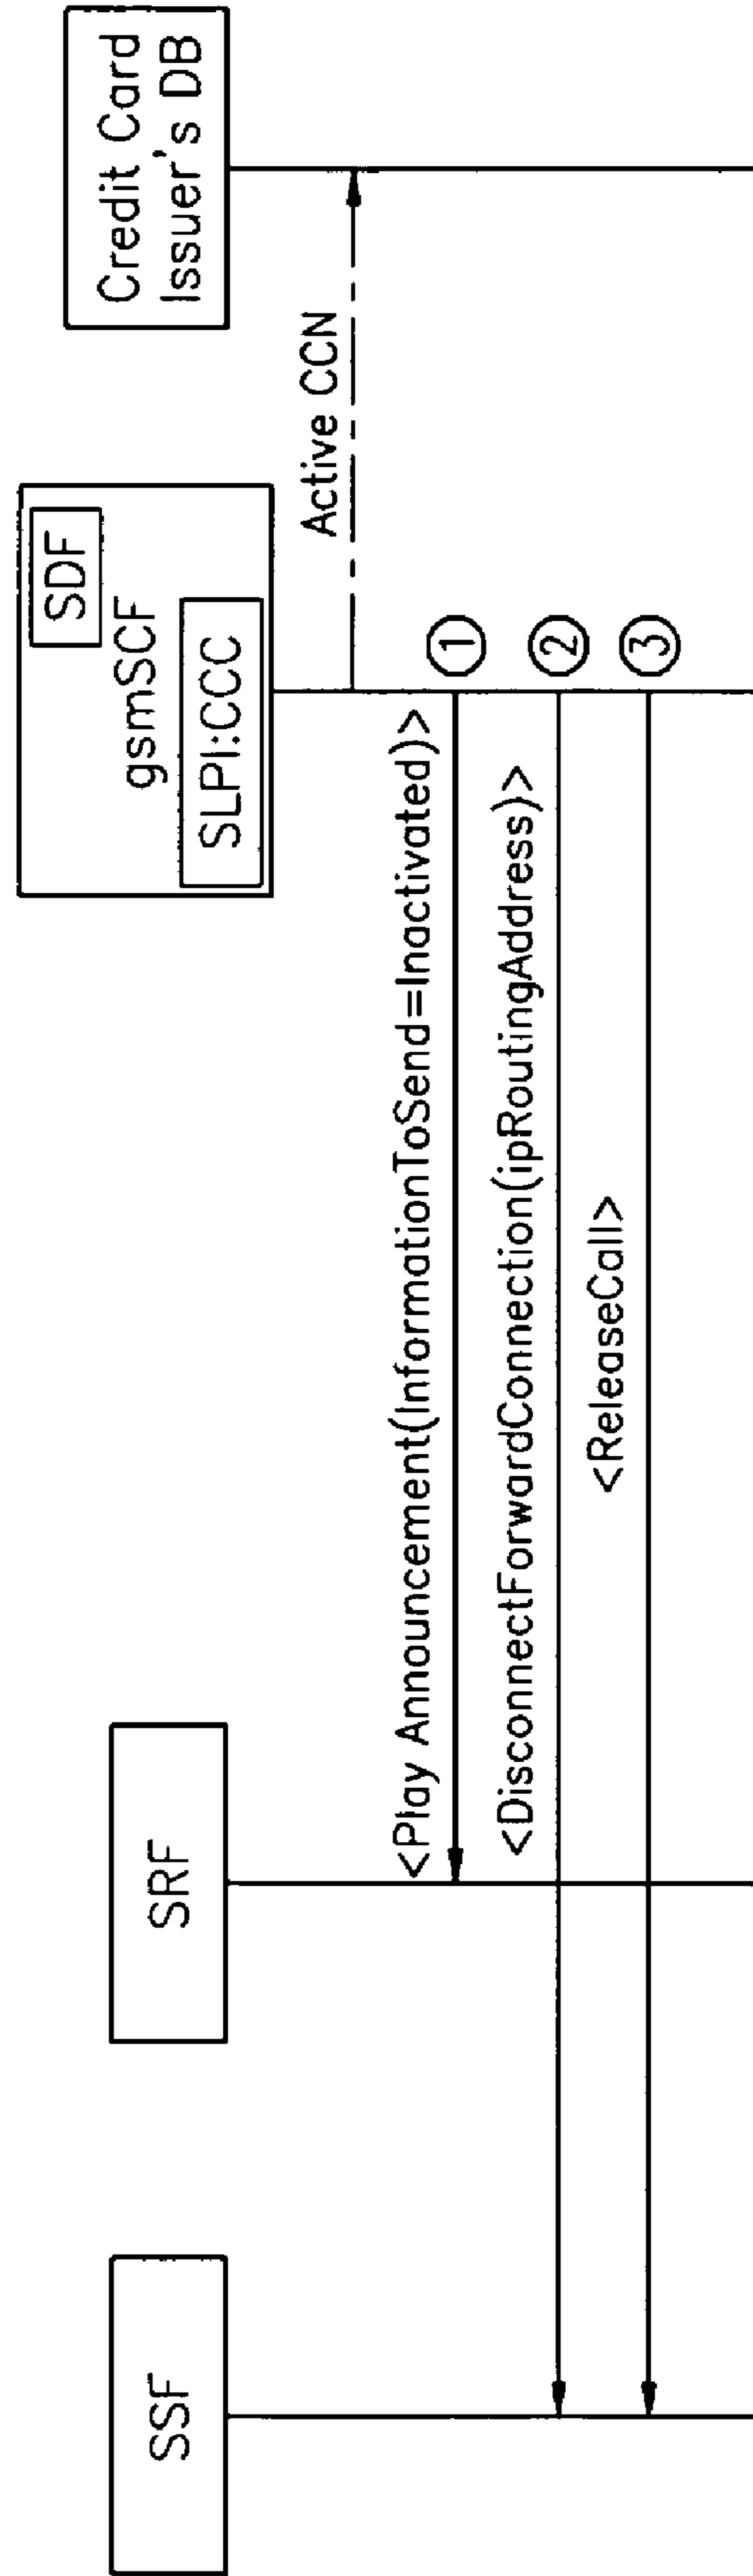 SSF
SRF
SDF
gsmSCF
SLPI:CCC
Credit Card
Issuer's DB
Active CCN
<Play Announcement(InformationToSend=Inactivated)>
①
<DisconnectForwardConnection(ipRoutingAddress)>
②
<ReleaseCall>
③